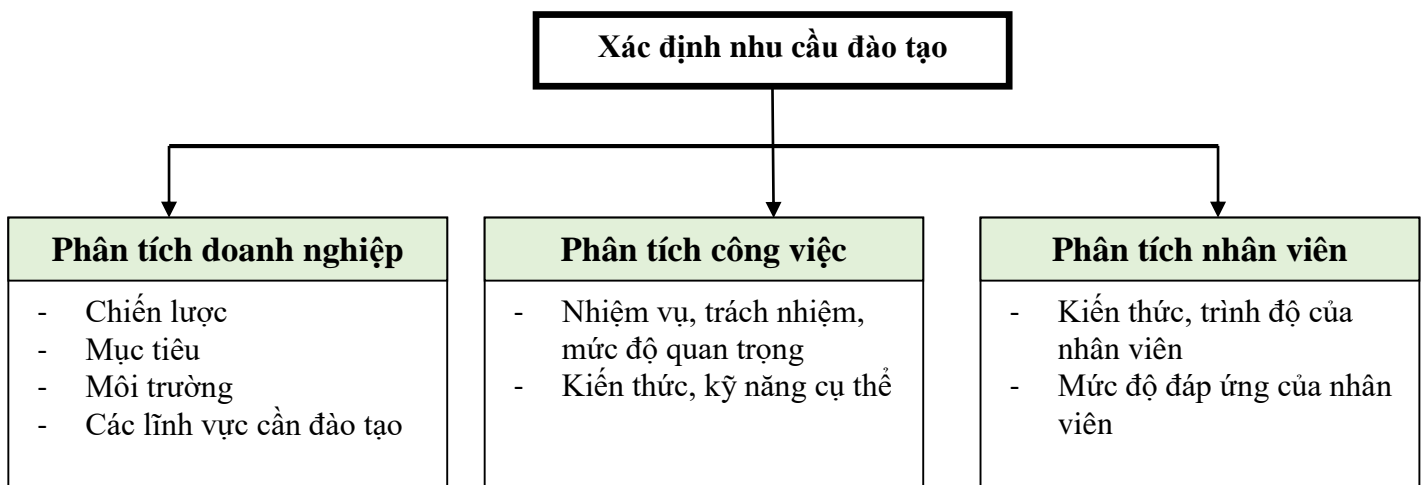 Xác định nhu cầu đào tạo
Phân tích doanh nghiệp
- Chiến lược
- Mục tiêu
- Môi trường
- Các lĩnh vực cần đào tạo
Phân tích công việc
- Nhiệm vụ, trách nhiệm,
mức độ quan trọng
- Kiến thức, kỹ năng cụ thể
Phân tích nhân viên
- Kiến thức, trình độ của
nhân viên
- Mức độ đáp ứng của nhân
viên